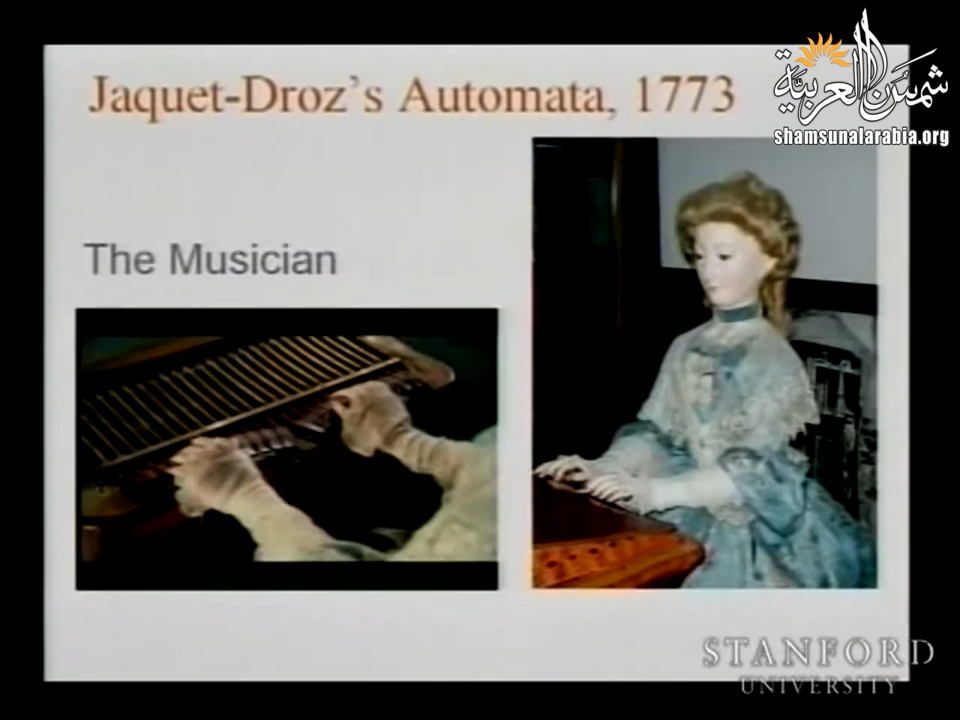 Jaquet-Droz's Automata, 1773
شمس العربية
shamsunalarabia.org
The Musician
STANFORD
UNIVERSITY